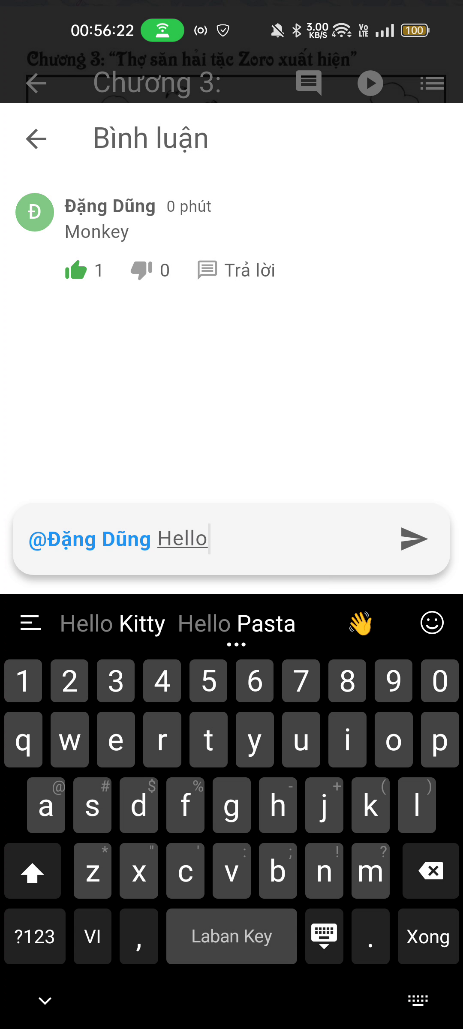 00:56:22 3.00 KB/S Vo LTE 100
Chương 3: "Thợ săn hải tặc Zoro xuất hiện"
Chương 3:
Bình luận
Đ Đặng Dũng 0 phút
Monkey
1 0 Trả lời
@Đặng Dũng Hello
Hello Kitty Hello Pasta
1 2 3 4 5 6 7 8 9 0
q w e r t y u i o p
@ # $ % - + ( )
a s d f g h j k l
* " ' : ; ! ?
z x c v b n m
?123 VI , Laban Key . Xong